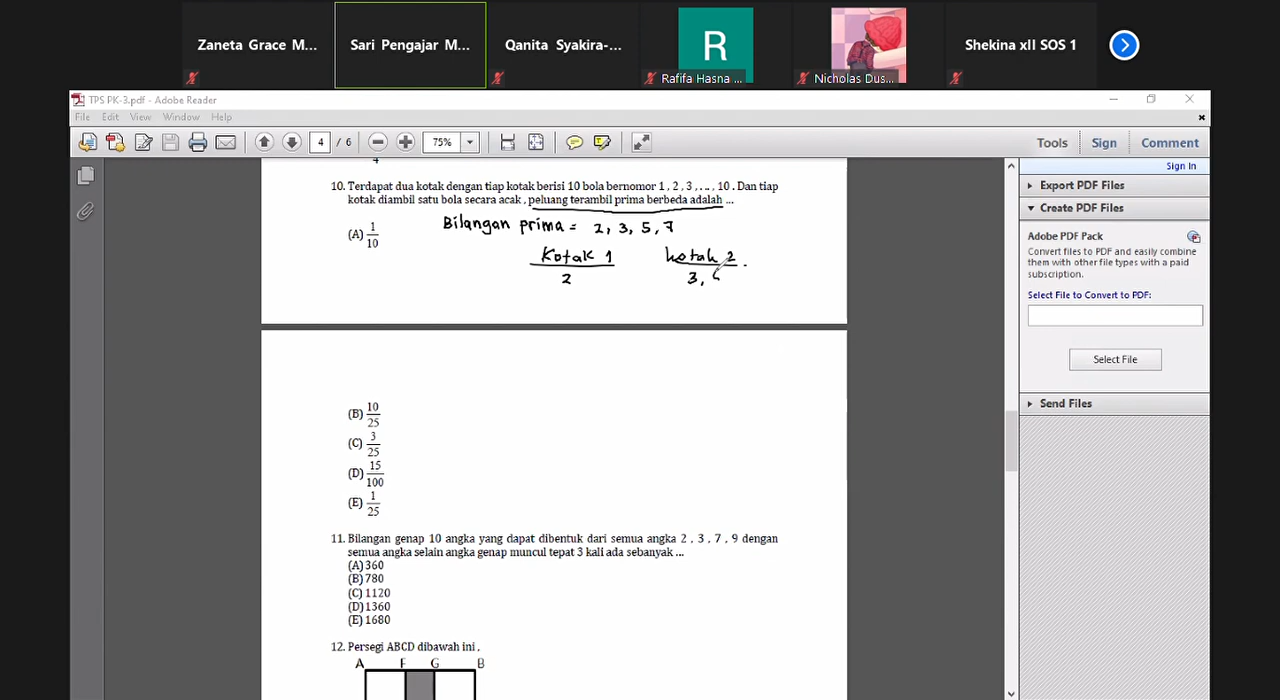 Zaneta Grace M...
Sari Pengajar M...
Qanita Syakira-...
R
Rafifa Hasna ...
Nicholas Dus...
Shekina xII SOS 1
TPS PK-3.pdf - Adobe Reader
File Edit View Window Help
4 / 6 75% Tools Sign Comment
Sign In
4
10. Terdapat dua kotak dengan tiap kotak berisi 10 bola bernomor 1 , 2 , 3 , ... , 10 . Dan tiap
kotak diambil satu bola secara acak , peluang terambil prima berbeda adalah ...
Bilangan prima = 2, 3, 5, 7
(A) 1/10
Kotak 1 kotak 2
2 3,
(B) 10/25
(C) 3/25
(D) 15/100
(E) 1/25
11. Bilangan genap 10 angka yang dapat dibentuk dari semua angka 2 , 3 , 7 , 9 dengan
semua angka selain angka genap muncul tepat 3 kali ada sebanyak ...
(A) 360
(B) 780
(C) 1120
(D) 1360
(E) 1680
12. Persegi ABCD dibawah ini ,
A F G B
Export PDF Files
Create PDF Files
Adobe PDF Pack
Convert files to PDF and easily combine
them with other file types with a paid
subscription.
Select File to Convert to PDF:
Select File
Send Files